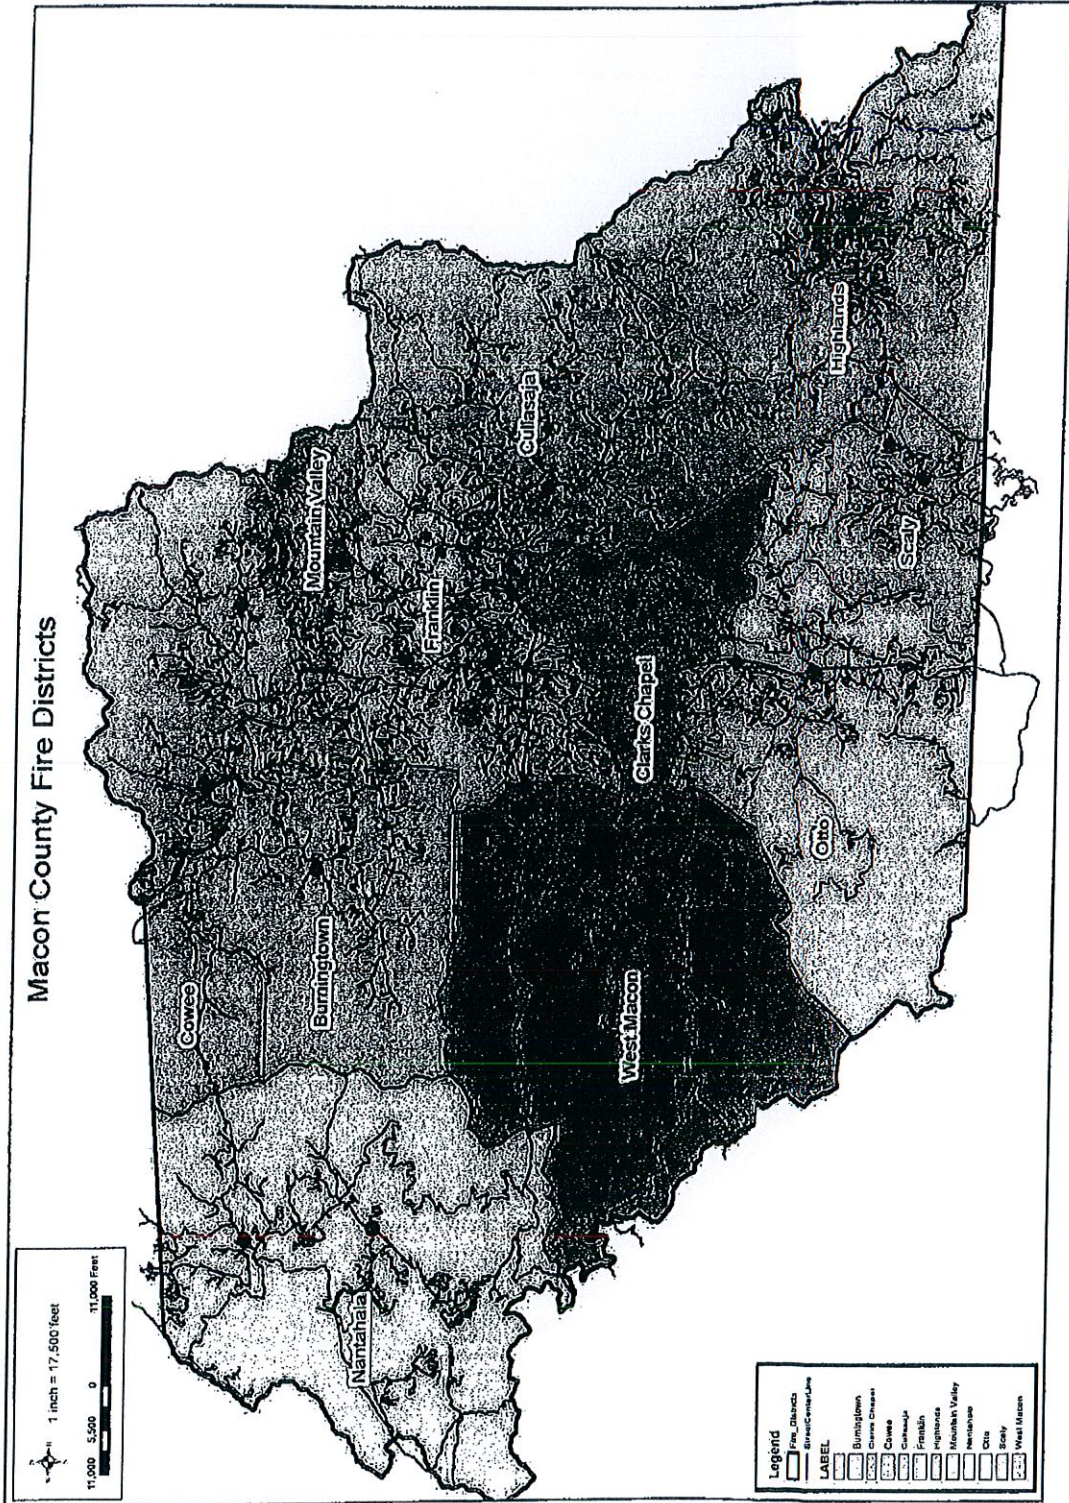 Macon County Fire Districts
N
1 inch = 17,500 feet
11,000 5,500 0 11,000 Feet
Cowee
Burningtown
Nantahala
Mountain Valley
Franklin
Cullasaja
West Macon
Clarks Chapel
Otto
Highlands
Scaly
Legend
Fire_Districts
StreetCenterLine
LABEL
Burningtown
Clarks Chapel
Cowee
Cullasaja
Franklin
Highlands
Mountain Valley
Nantahala
Otto
Scaly
West Macon